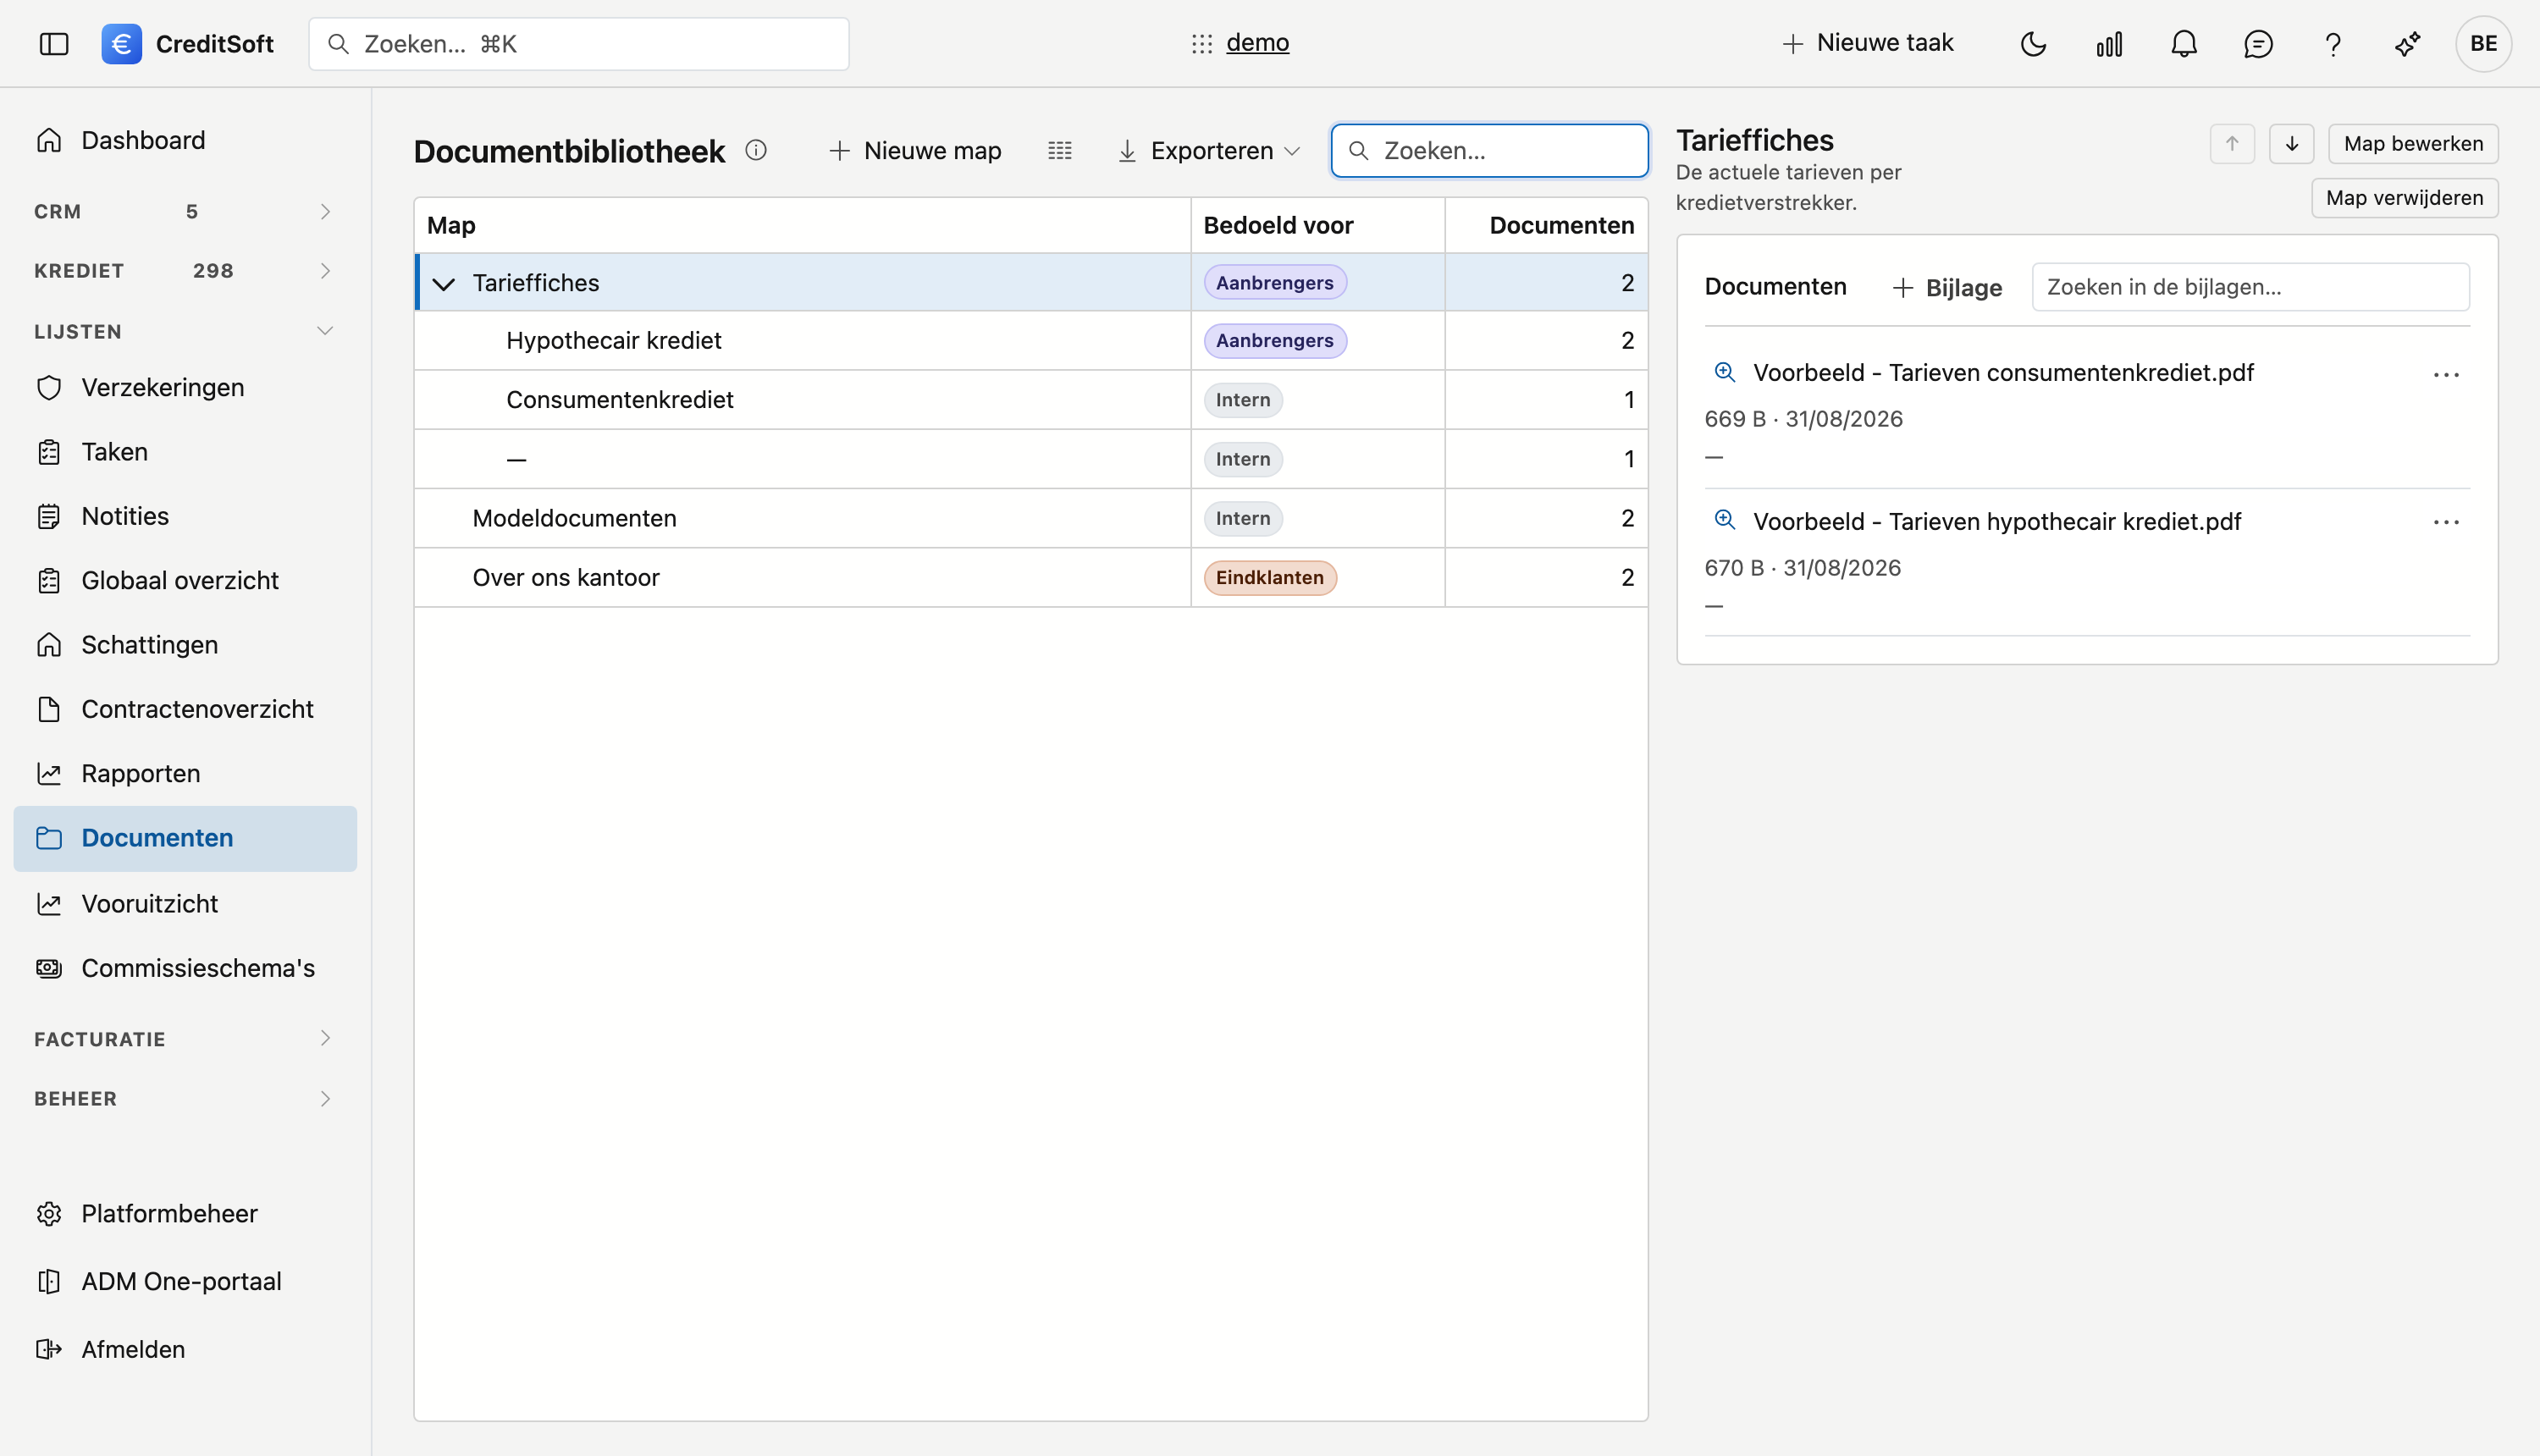 € CreditSoft
Zoeken... ⌘K
demo
Nieuwe taak
?
BE
Dashboard
CRM 5
KREDIET 298
LIJSTEN
Verzekeringen
Taken
Notities
Globaal overzicht
Schattingen
Contractenoverzicht
Rapporten
Documenten
Vooruitzicht
Commissieschema's
FACTURATIE
BEHEER
Platformbeheer
ADM One-portaal
Afmelden
Documentbibliotheek
Nieuwe map
Exporteren
Zoeken...
Map Bedoeld voor Documenten
Tarieffiches Aanbrengers 2
Hypothecair krediet Aanbrengers 2
Consumentenkrediet Intern 1
— Intern 1
Modeldocumenten Intern 2
Over ons kantoor Eindklanten 2
Tarieffiches
De actuele tarieven per
kredietverstrekker.
Map bewerken
Map verwijderen
Documenten
Bijlage
Zoeken in de bijlagen...
Voorbeeld - Tarieven consumentenkrediet.pdf
669 B · 31/08/2026
—
Voorbeeld - Tarieven hypothecair krediet.pdf
670 B · 31/08/2026
—